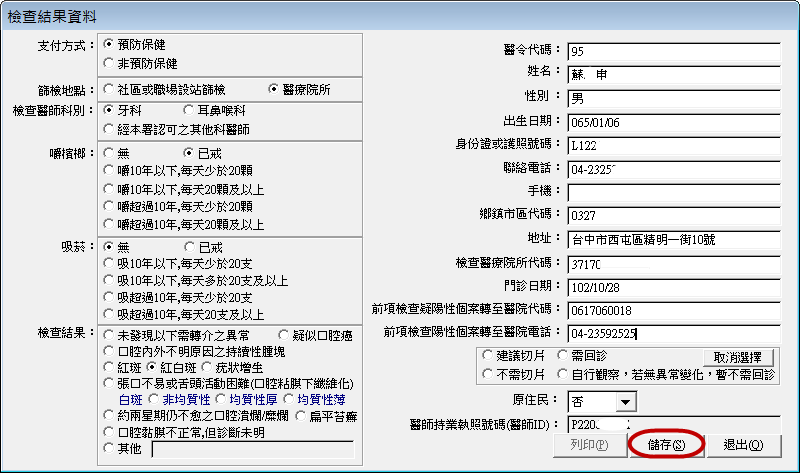 檢查結果資料
支付方式： 預防保健
非預防保健
篩檢地點： 社區或職場設站篩檢 醫療院所
檢查醫師科別： 牙科 耳鼻喉科
經本署認可之其他科醫師
嚼檳榔： 無 已戒
嚼10年以下,每天少於20顆
嚼10年以下,每天20顆及以上
嚼超過10年,每天少於20顆
嚼超過10年,每天20顆及以上
吸菸： 無 已戒
吸10年以下,每天少於20支
吸10年以下,每天多於20支及以上
吸超過10年,每天少於20支
吸超過10年,每天20支及以上
檢查結果： 未發現以下需轉介之異常 疑似口腔癌
口腔內外不明原因之持續性腫塊
紅斑 紅白斑 疣狀增生
張口不易或舌頭活動困難(口腔粘膜下纖維化)
白斑 非均質性 均質性厚 均質性薄
約兩星期仍不愈之口腔潰爛/糜爛 扁平苔癬
口腔黏膜不正常,但診斷未明
其他
醫令代碼： 95
姓名： 蘇 申
性別： 男
出生日期： 065/01/06
身份證或護照號碼： L122
聯絡電話： 04-2325
手機：
鄉鎮市區代碼： 0327
地址： 台中市西屯區精明一街10號
檢查醫療院所代碼： 3717
門診日期： 102/10/28
前項檢查疑陽性個案轉至醫院代碼： 0617060018
前項檢查陽性個案轉至醫院電話： 04-23592525
建議切片 需回診 取消選擇
不需切片 自行觀察，若無異常變化，暫不需回診
原住民： 否
醫師持業執照號碼(醫師ID)： P220
列印(P) 儲存(S) 退出(O)